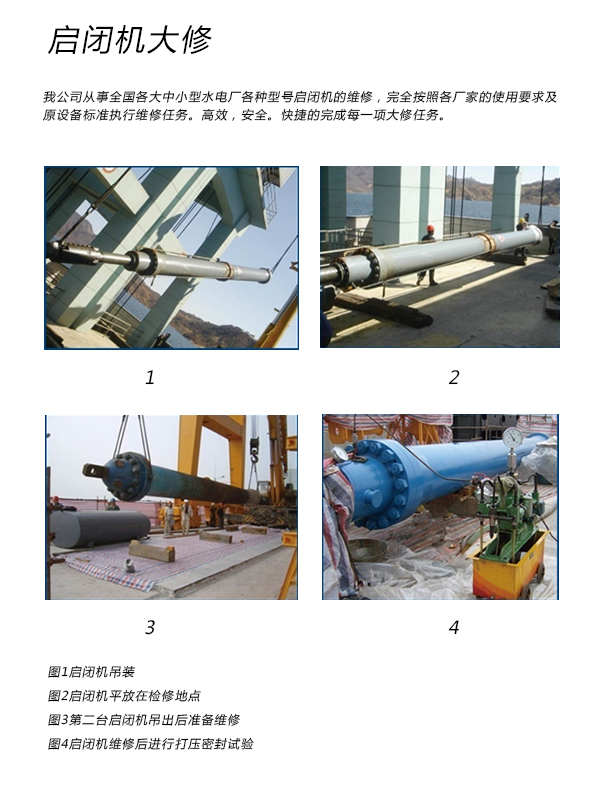 启闭机大修
我公司从事全国各大中小型水电厂各种型号启闭机的维修，完全按照各厂家的使用要求及
原设备标准执行维修任务。高效，安全。快捷的完成每一项大修任务。
1
2
3
4
图1启闭机吊装
图2启闭机平放在检修地点
图3第二台启闭机吊出后准备维修
图4启闭机维修后进行打压密封试验